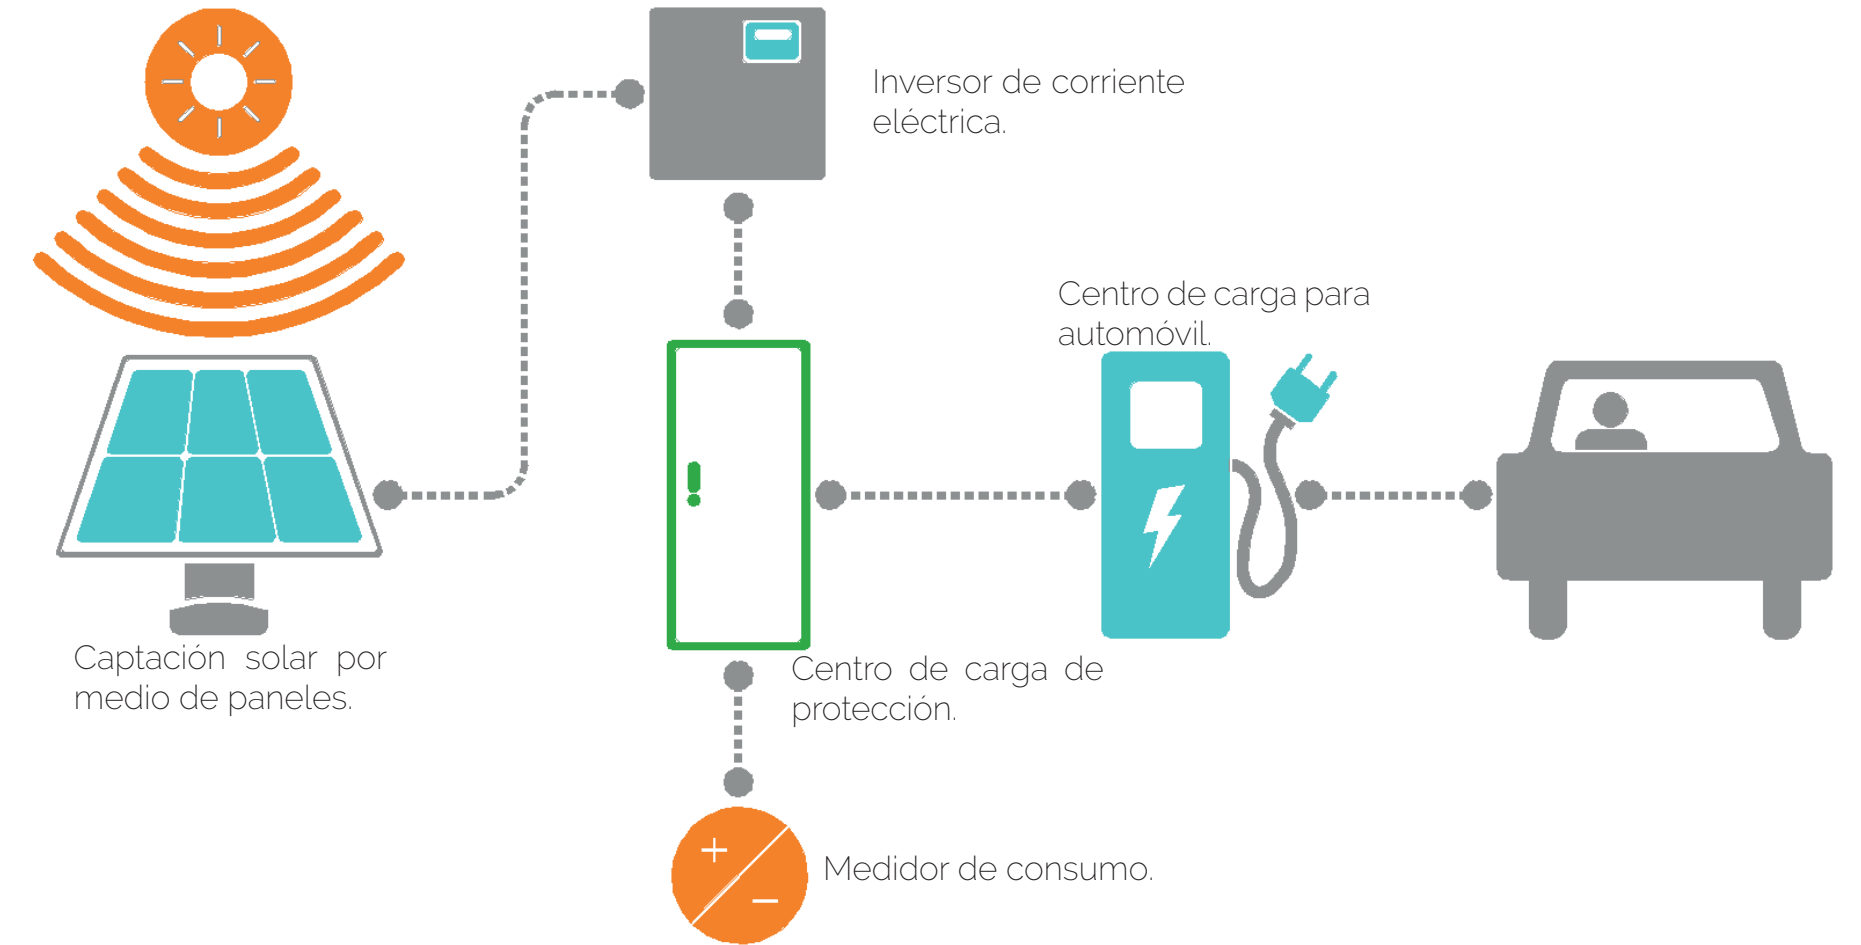 Inversor de corriente
eléctrica.
Centro de carga para
automóvil.
Captación solar por
medio de paneles.
Centro de carga de
protección.
Medidor de consumo.